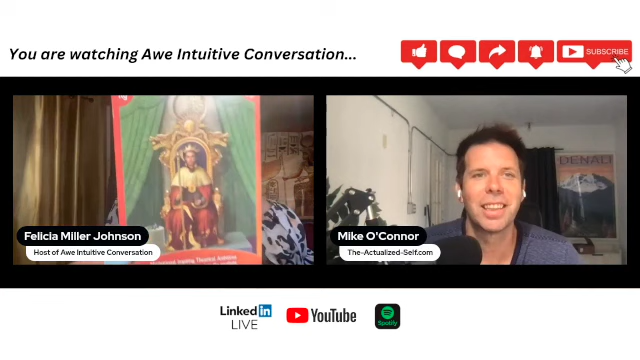 You are watching Awe Intuitive Conversation...
SUBSCRIBE
DENALI
Felicia Miller Johnson
Host of Awe Intuitive Conversation
Mike O'Connor
The-Actualized-Self.com
Linked in
LIVE
YouTube
Spotify